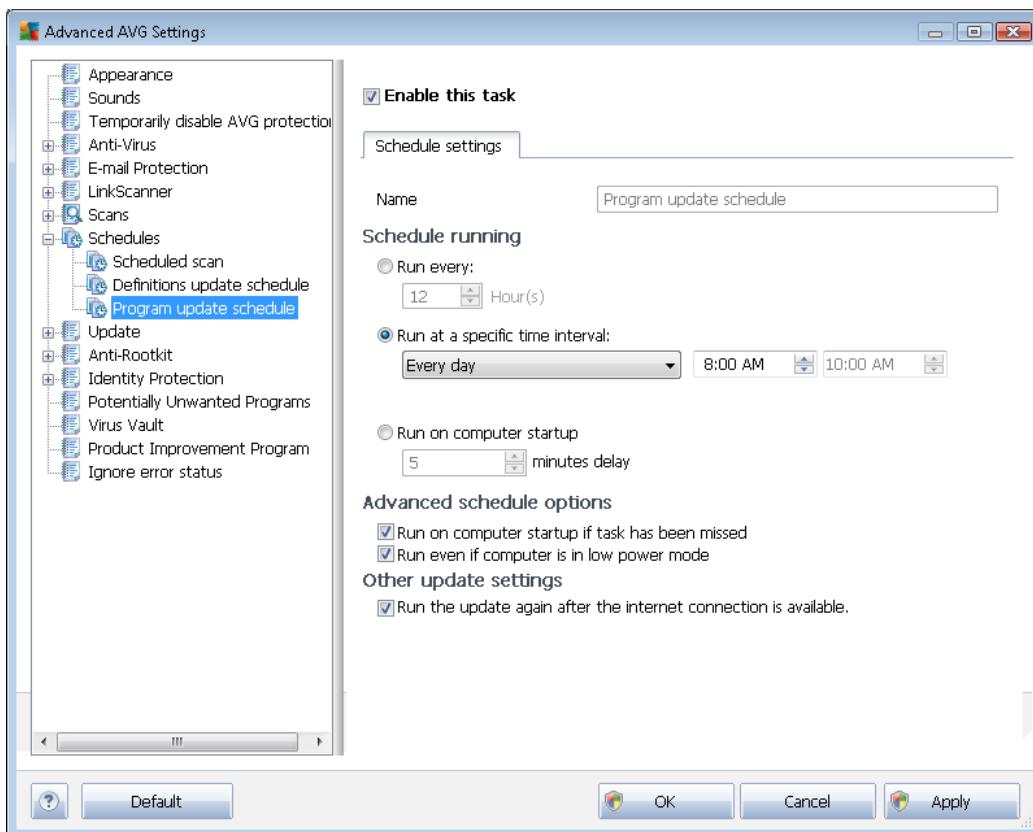 Advanced AVG Settings
Appearance
Sounds
Temporarily disable AVG protection
Anti-Virus
E-mail Protection
LinkScanner
Scans
Schedules
Scheduled scan
Definitions update schedule
Program update schedule
Update
Anti-Rootkit
Identity Protection
Potentially Unwanted Programs
Virus Vault
Product Improvement Program
Ignore error status
Enable this task
Schedule settings
Name Program update schedule
Schedule running
Run every:
12 Hour(s)
Run at a specific time interval:
Every day 8:00 AM 10:00 AM
Run on computer startup
5 minutes delay
Advanced schedule options
Run on computer startup if task has been missed
Run even if computer is in low power mode
Other update settings
Run the update again after the internet connection is available.
? Default OK Cancel Apply